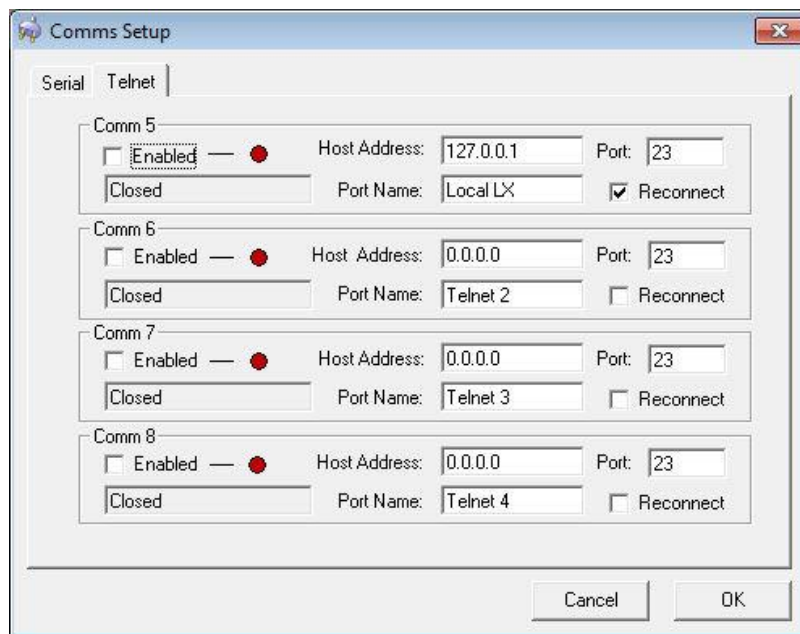 Comms Setup
Serial Telnet
Comm 5
Enabled Host Address: 127.0.0.1 Port: 23
Closed Port Name: Local LX Reconnect
Comm 6
Enabled Host Address: 0.0.0.0 Port: 23
Closed Port Name: Telnet 2 Reconnect
Comm 7
Enabled Host Address: 0.0.0.0 Port: 23
Closed Port Name: Telnet 3 Reconnect
Comm 8
Enabled Host Address: 0.0.0.0 Port: 23
Closed Port Name: Telnet 4 Reconnect
Cancel OK